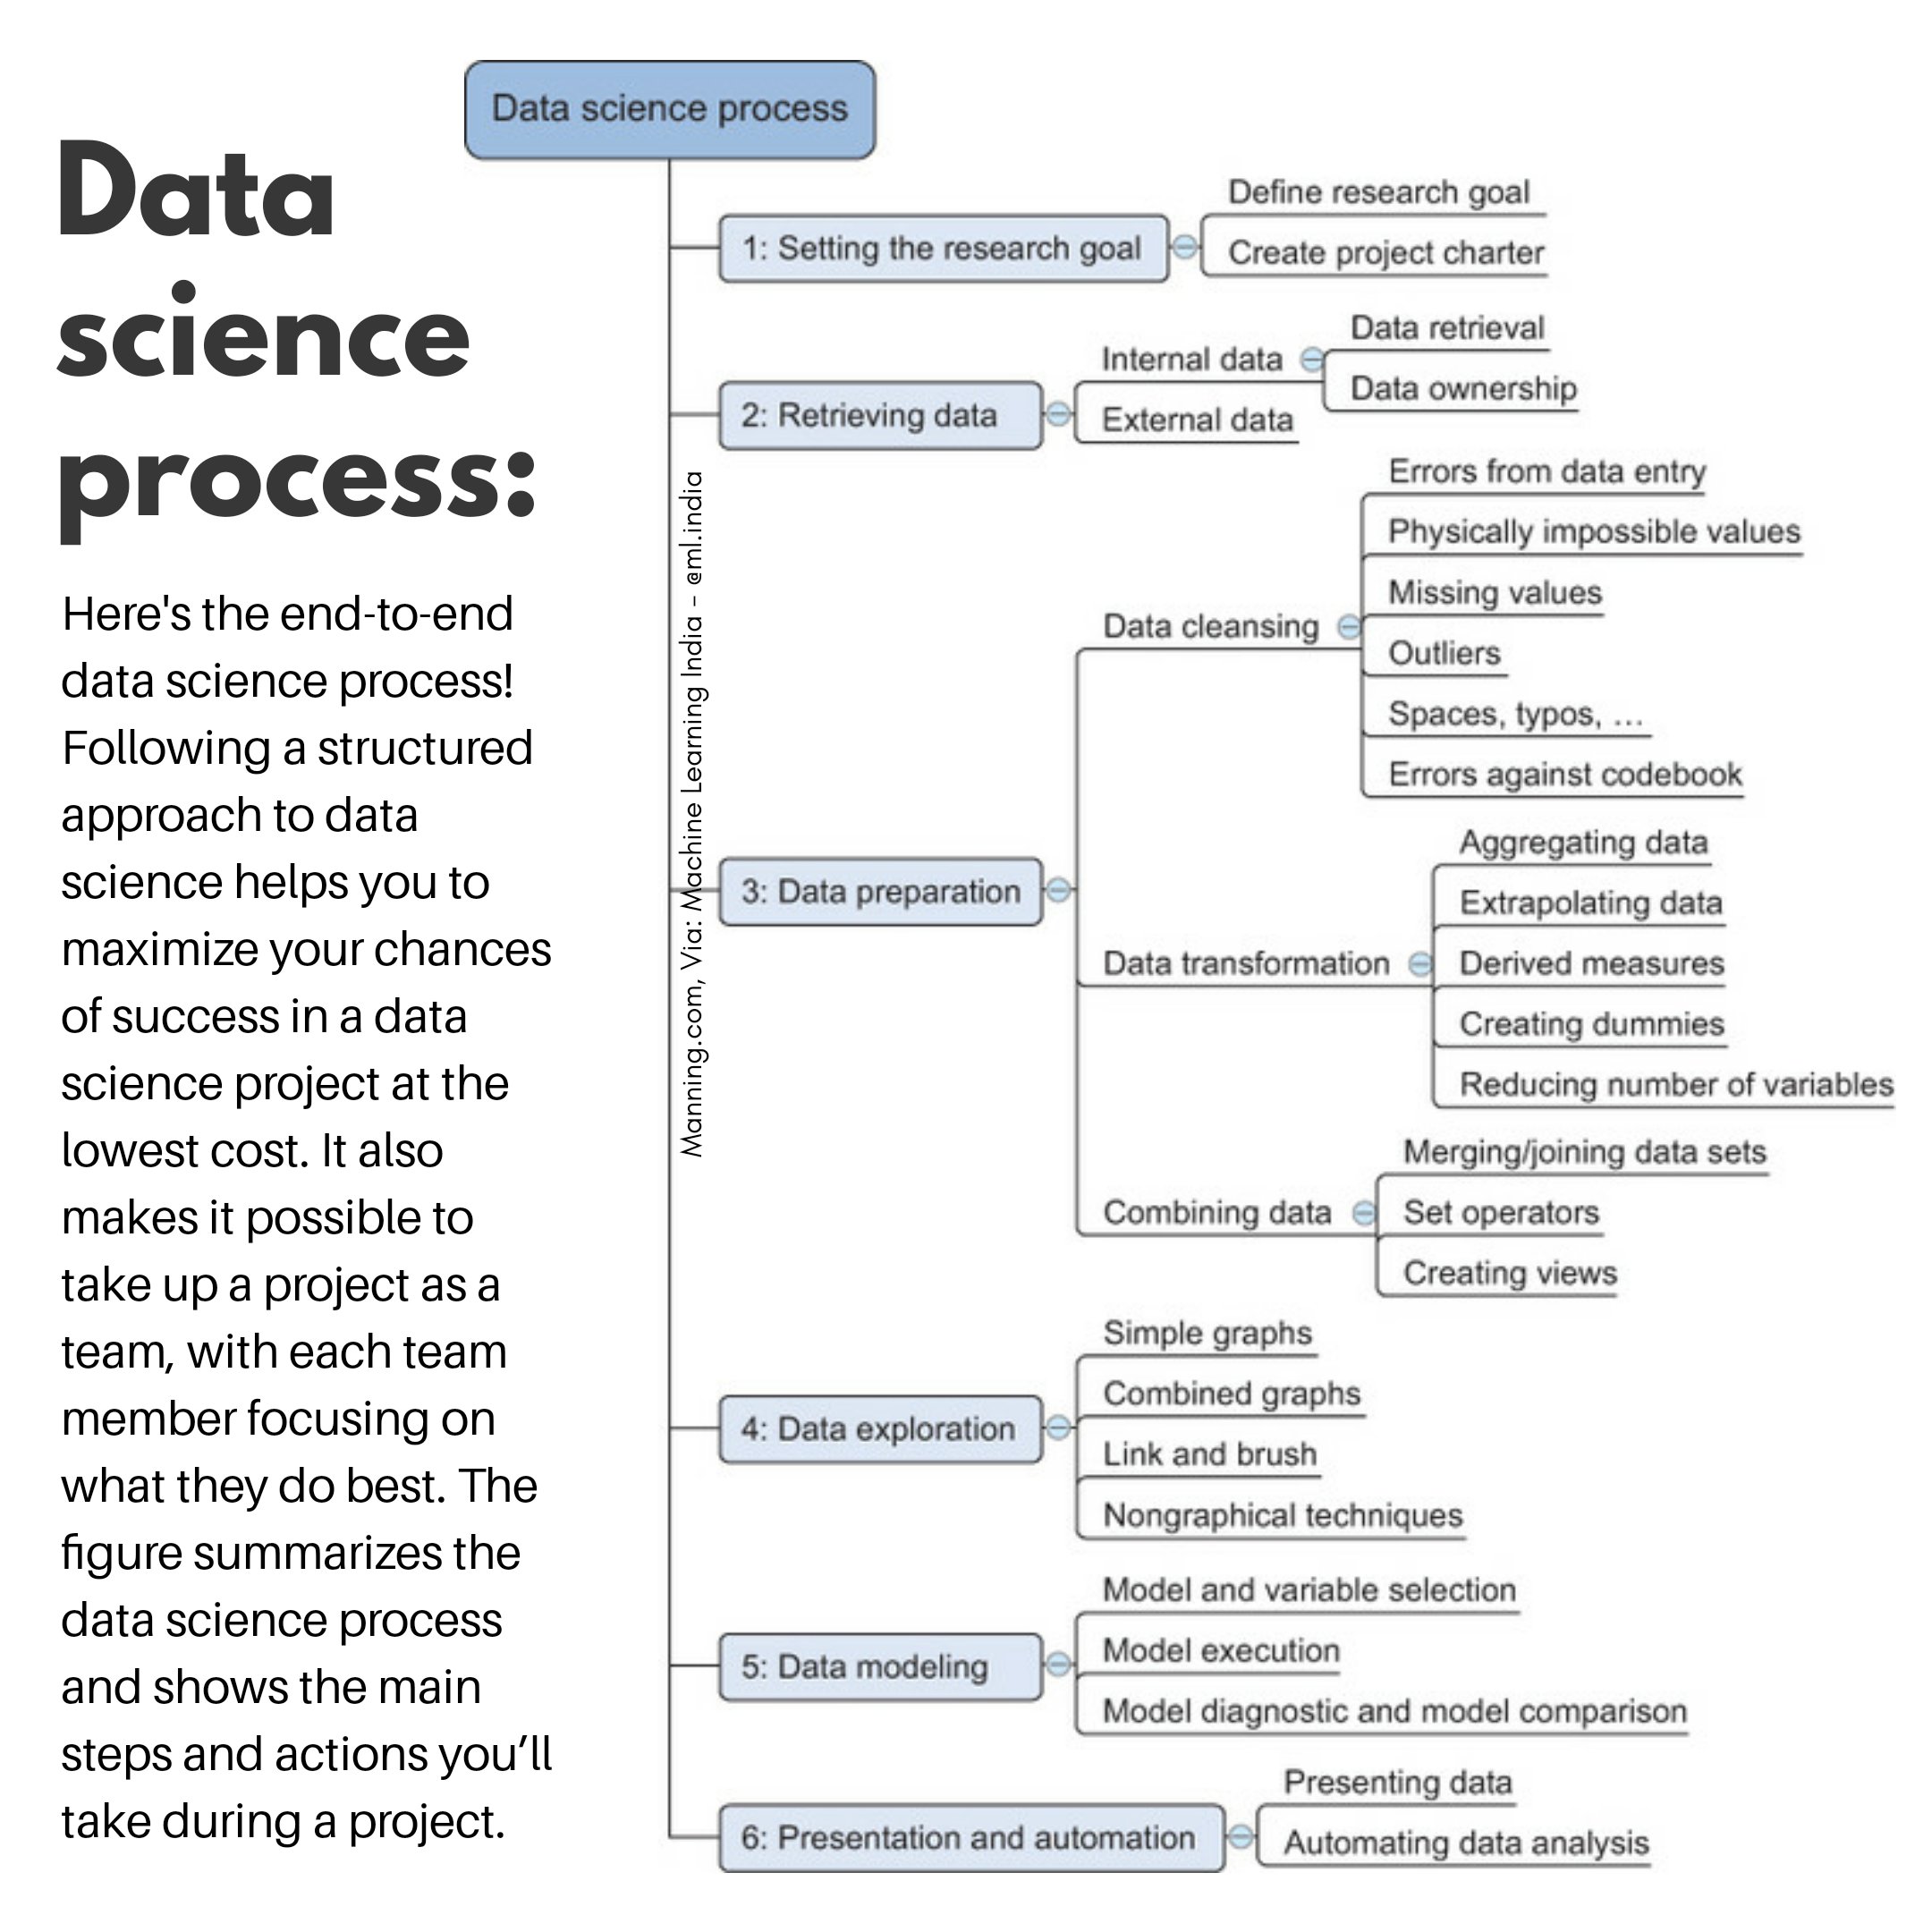 Data
science
process:
Here's the end-to-end
data science process!
Following a structured
approach to data
science helps you to
maximize your chances
of success in a data
science project at the
lowest cost. It also
makes it possible to
take up a project as a
team, with each team
member focusing on
what they do best. The
figure summarizes the
data science process
and shows the main
steps and actions you’ll
take during a project.
Manning.com, Via: Machine Learning India - @ml.india
Data science process
1: Setting the research goal
Define research goal
Create project charter
2: Retrieving data
Internal data
Data retrieval
Data ownership
External data
3: Data preparation
Data cleansing
Errors from data entry
Physically impossible values
Missing values
Outliers
Spaces, typos, …
Errors against codebook
Data transformation
Aggregating data
Extrapolating data
Derived measures
Creating dummies
Reducing number of variables
Combining data
Merging/joining data sets
Set operators
Creating views
4: Data exploration
Simple graphs
Combined graphs
Link and brush
Nongraphical techniques
5: Data modeling
Model and variable selection
Model execution
Model diagnostic and model comparison
6: Presentation and automation
Presenting data
Automating data analysis